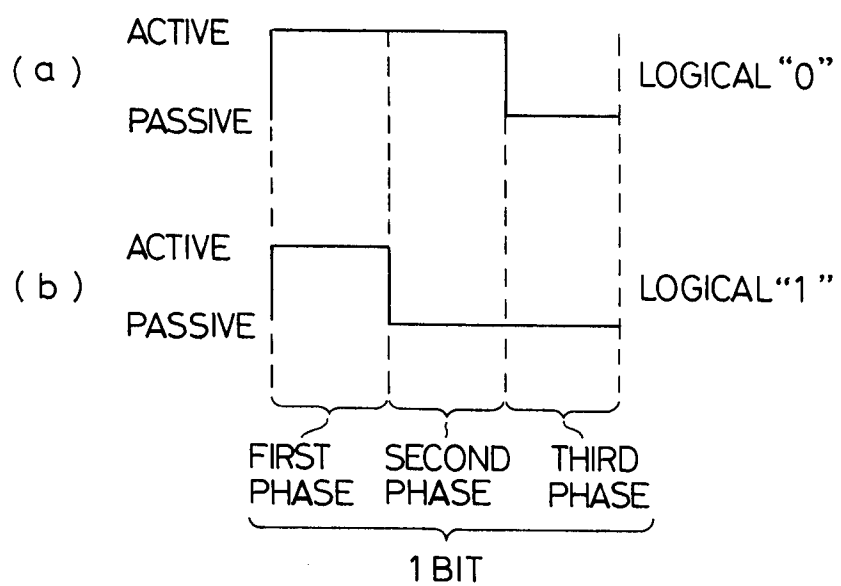 ACTIVE
(a)
LOGICAL "0"
PASSIVE
ACTIVE
(b)
LOGICAL "1"
PASSIVE
FIRST PHASE
SECOND PHASE
THIRD PHASE
1 BIT